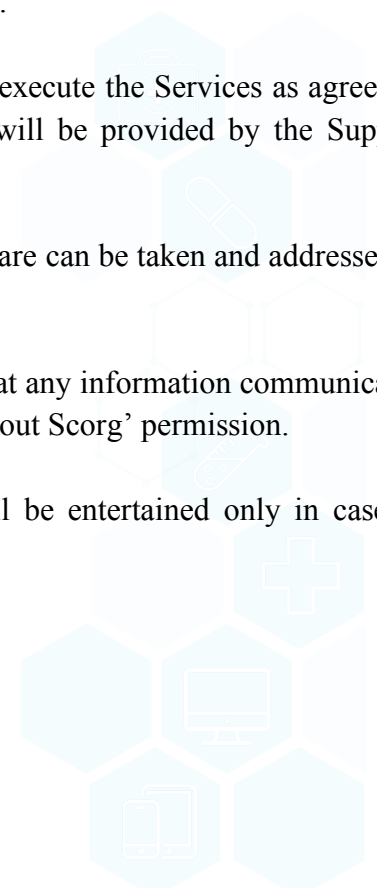 .
execute the Services as agree
will be provided by the Sup
are can be taken and addresse
at any information communica
out Scorg' permission.
l be entertained only in case